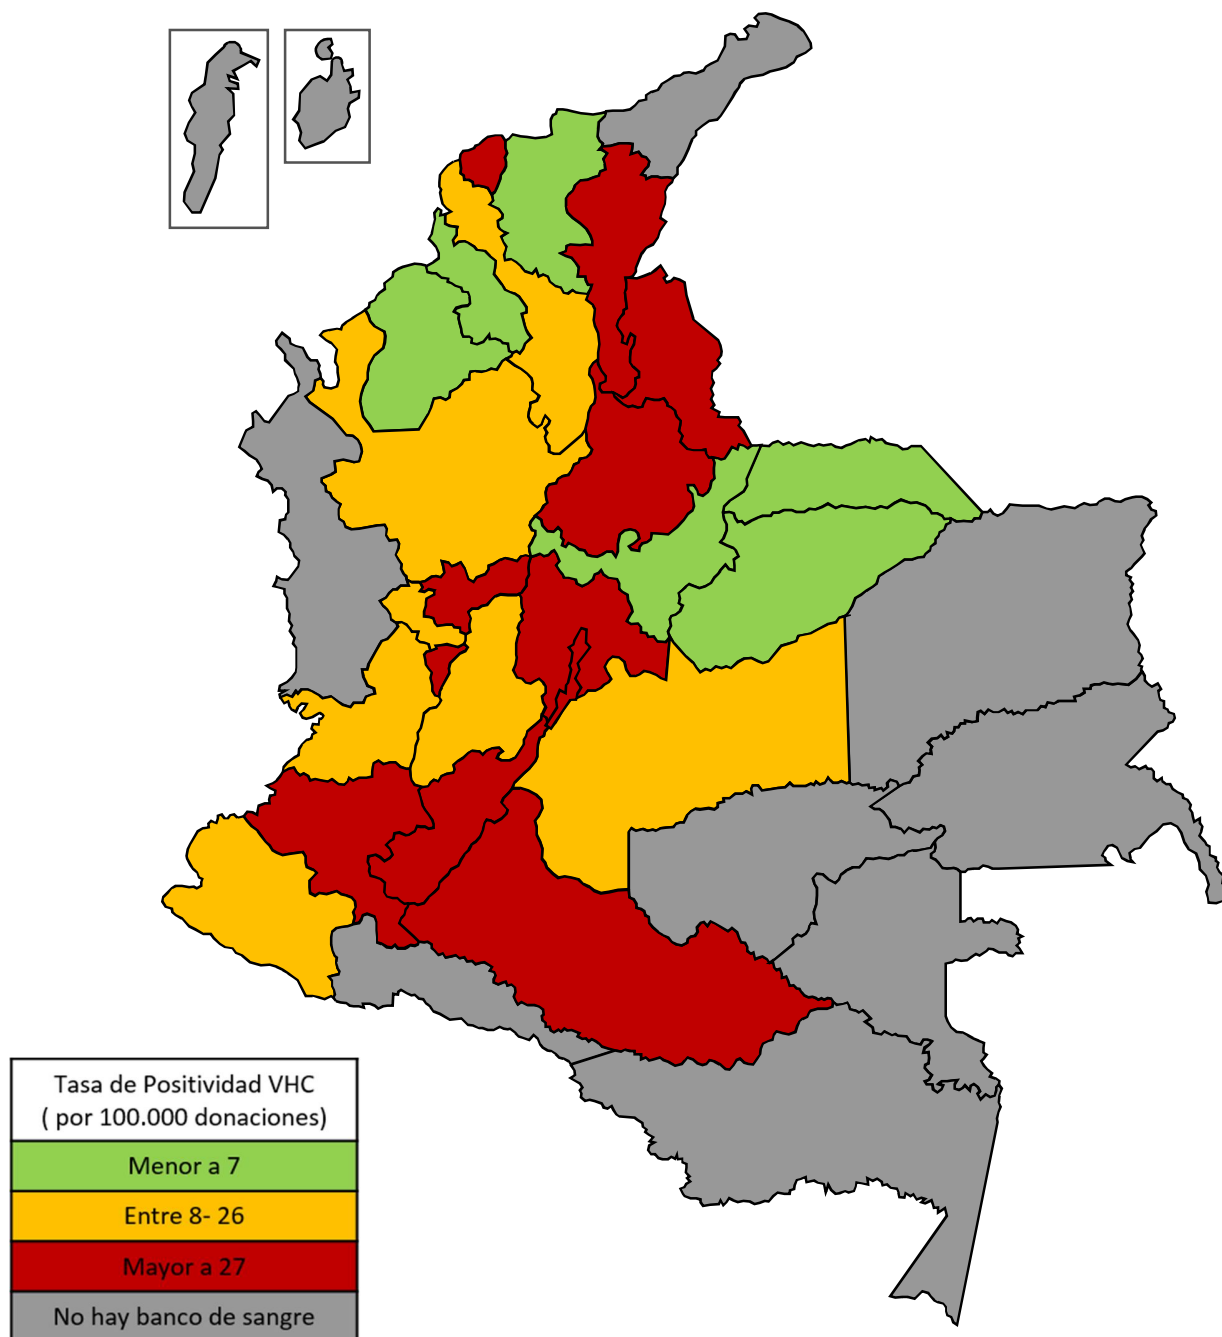 Tasa de Positividad VHC
( por 100.000 donaciones)
Menor a 7
Entre 8- 26
Mayor a 27
No hay banco de sangre